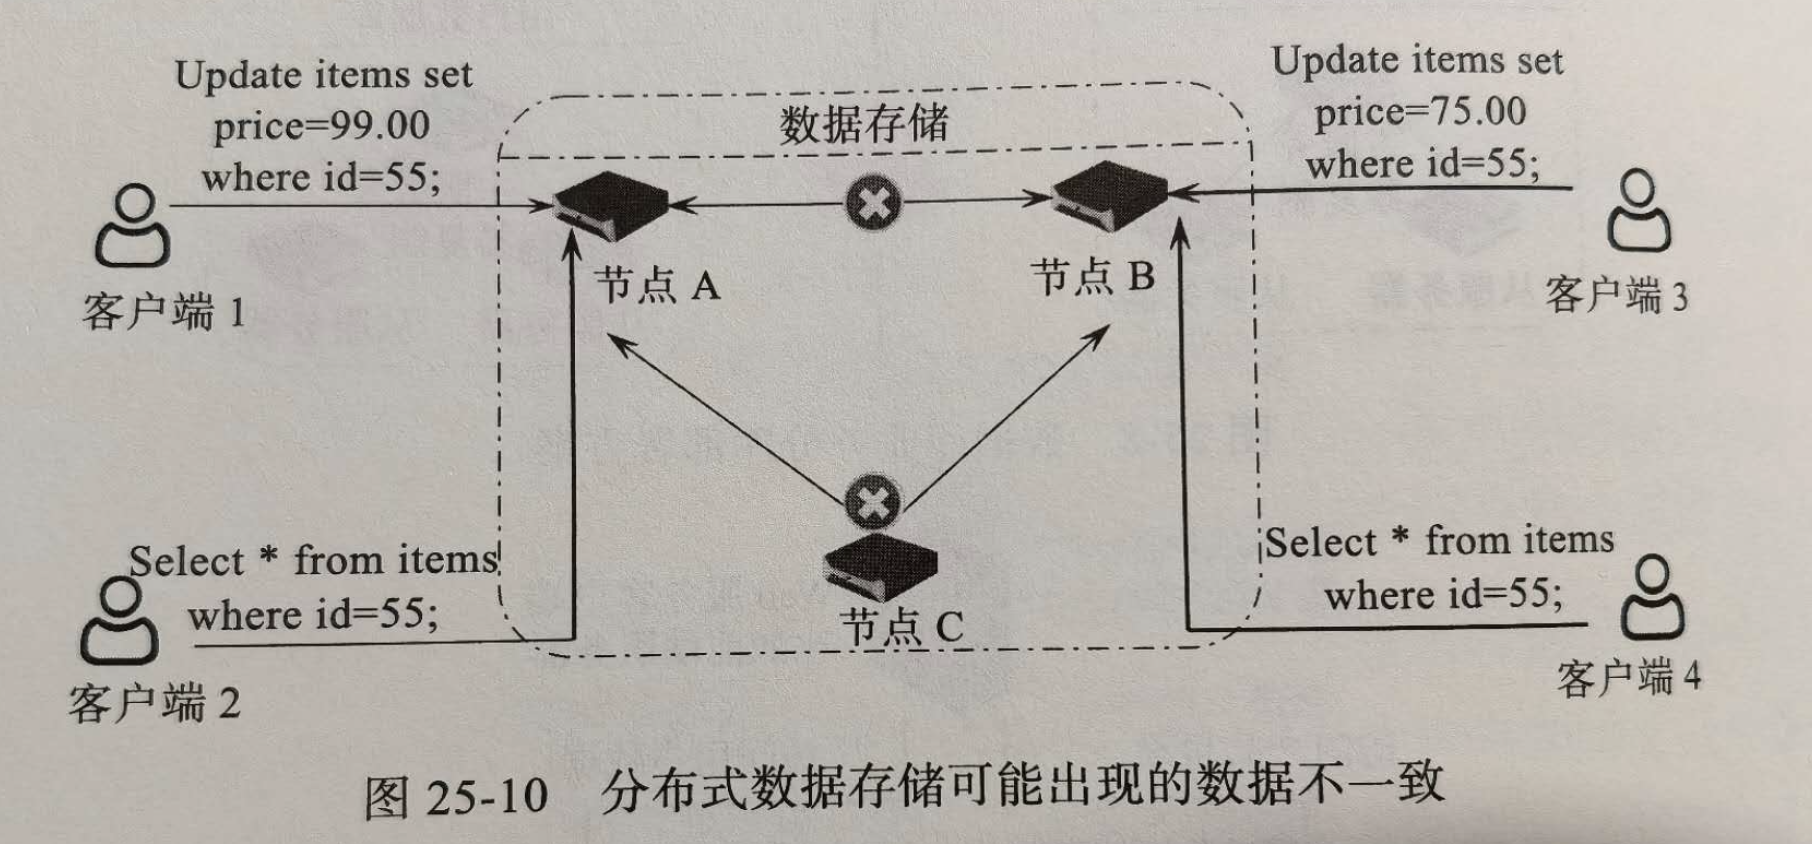 Update items set
price=99.00
where id=55;
客户端 1
数据存储
节点 A
节点 B
Update items set
price=75.00
where id=55;
客户端 3
Select * from items
where id=55;
客户端 2
节点 C
Select * from items
where id=55;
客户端 4
图 25-10 分布式数据存储可能出现的数据不一致